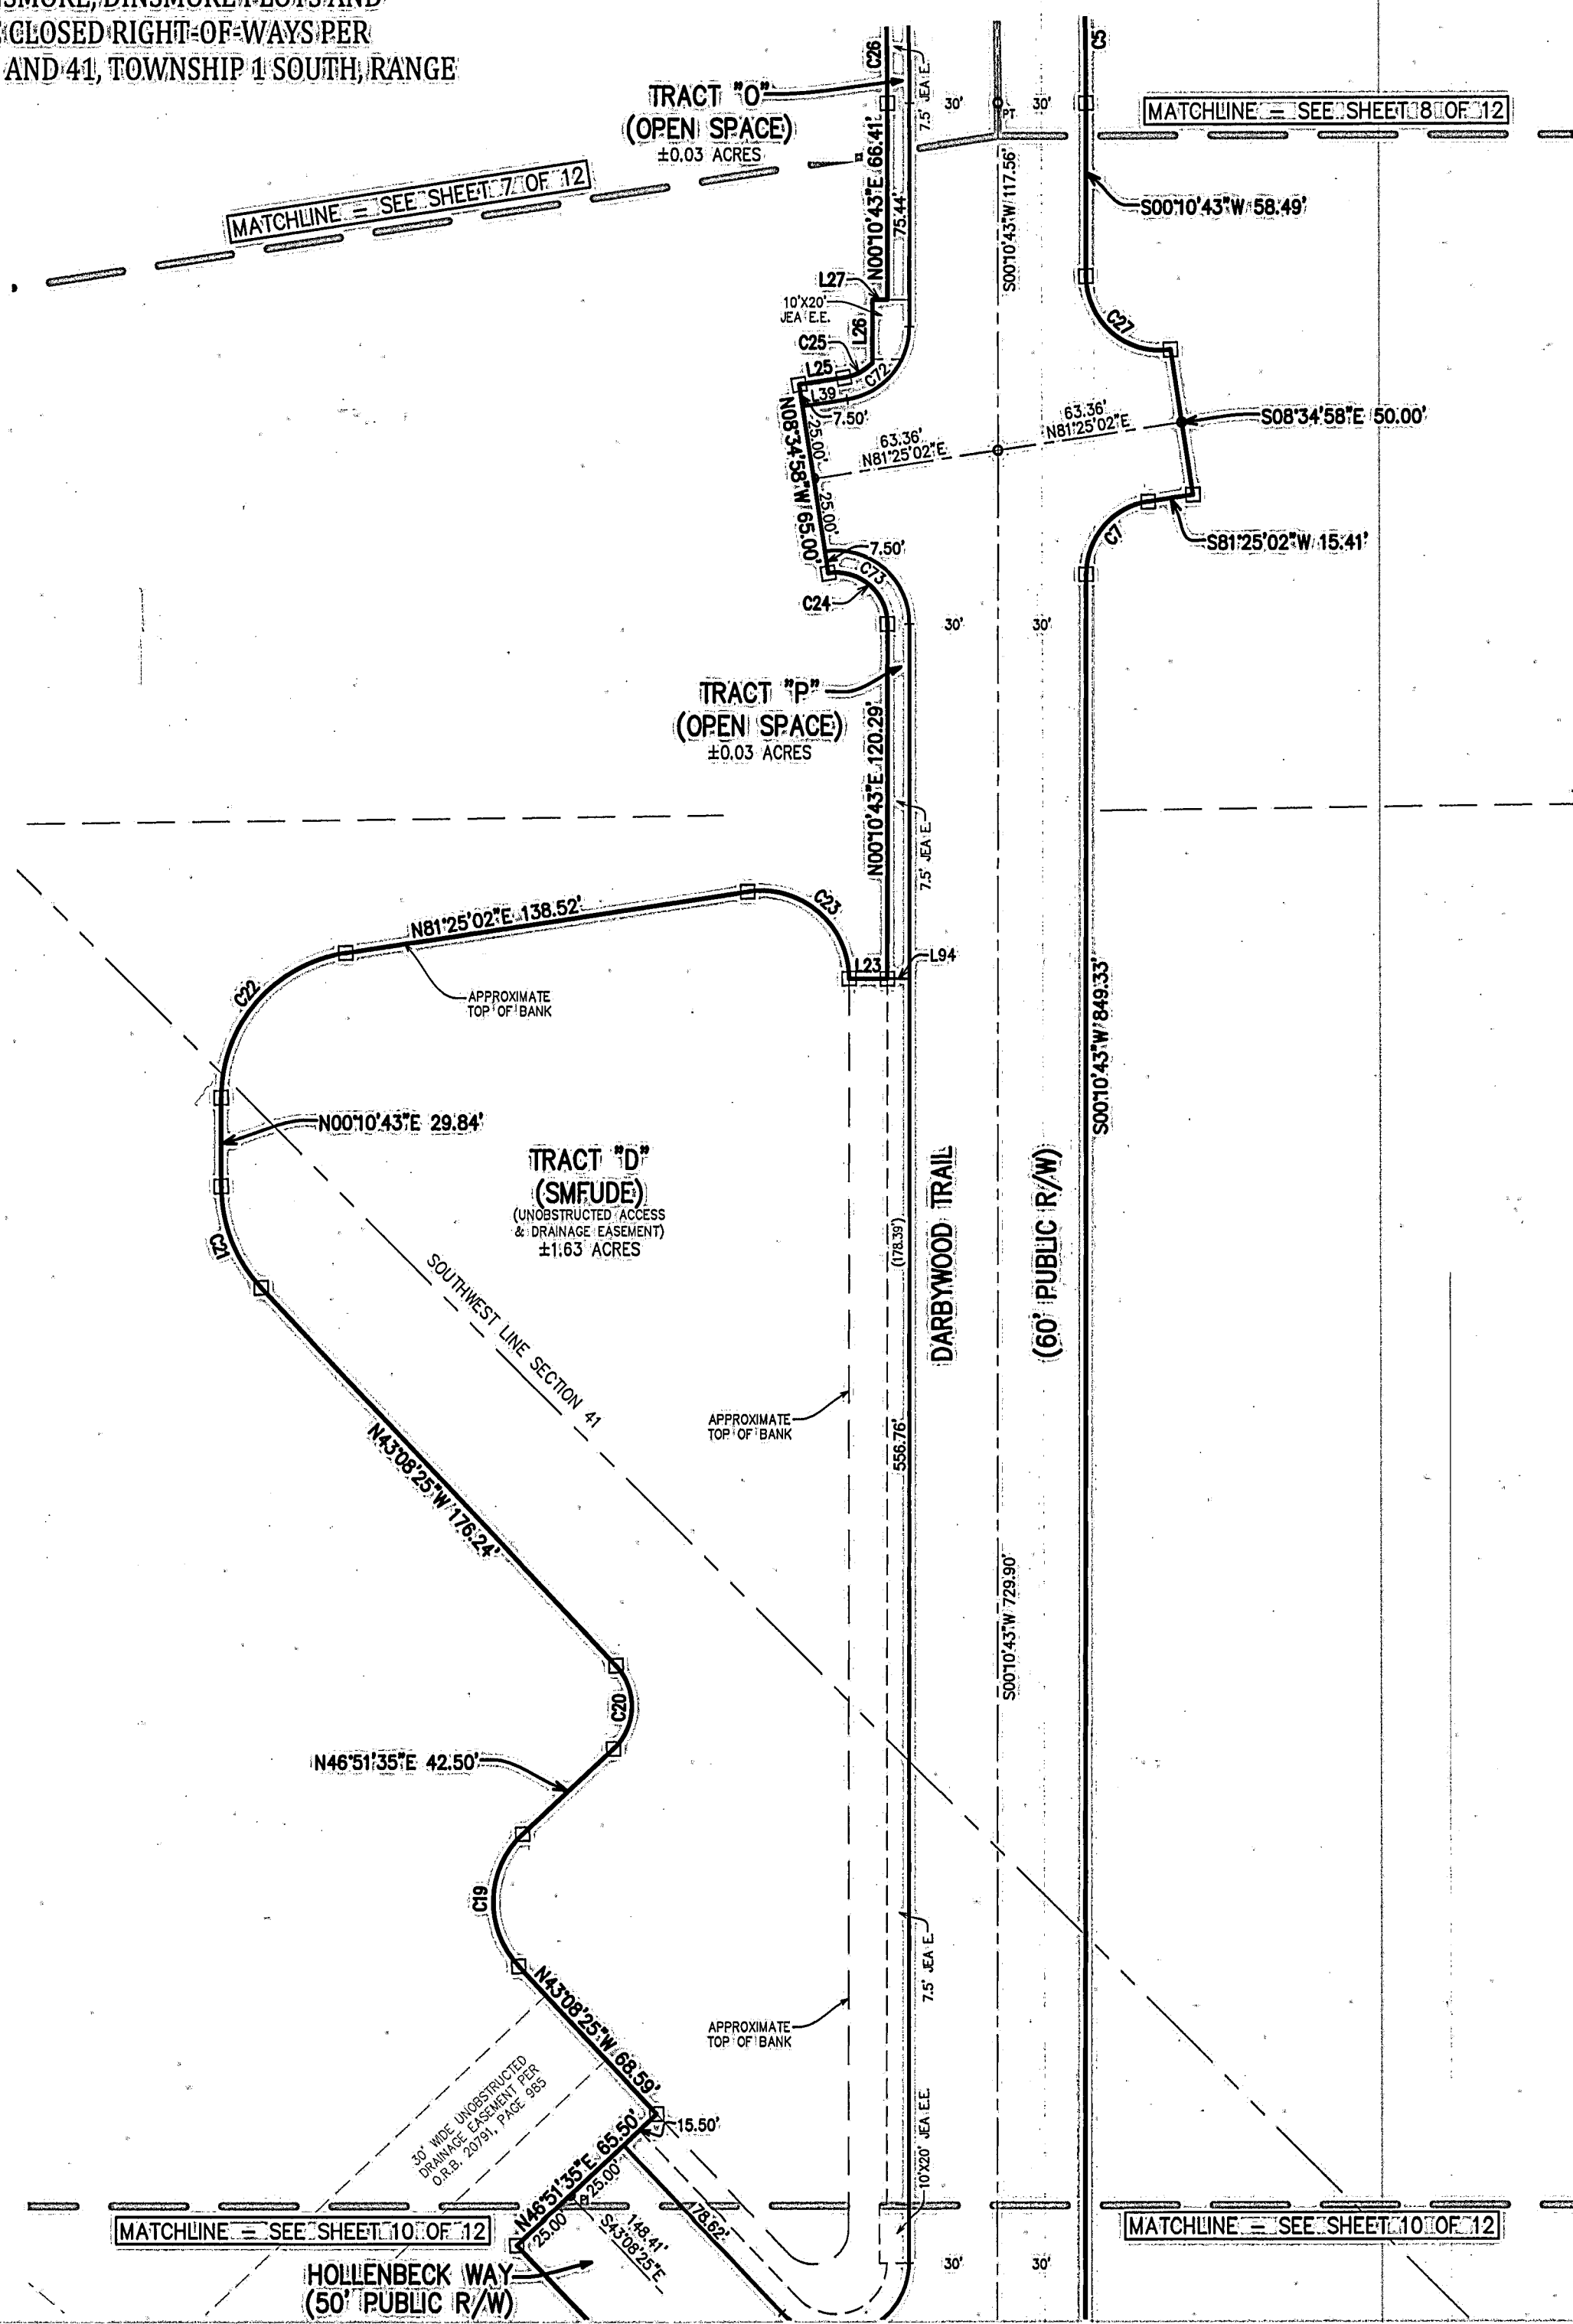 CLOSED RIGHT-OF-WAYS PER
AND 41, TOWNSHIP 1 SOUTH, RANGE
TRACT "O"
(OPEN SPACE)
±0.03 ACRES
MATCHLINE = SEE SHEET 7 OF 12
MATCHLINE = SEE SHEET 8 OF 12
C26
7.5' JEA E.
30'
30'
PT
C5
N00°10'43"E 66.41'
75.44'
S00°10'43"W 117.56'
S00°10'43"W 58.49'
L27
10'X20'
JEA E.E.
L26
C25
L25
L39
C72
7.50'
C27
N08°34'58"W 65.00'
25.00'
25.00'
63.36'
N81°25'02"E
63.36'
N81°25'02"E
S08°34'58"E 50.00'
S81°25'02"W 15.41'
C7
7.50'
C73
C24
30'
30'
TRACT "P"
(OPEN SPACE)
±0.03 ACRES
N00°10'43"E 120.29'
7.5' JEA E.
N81°25'02"E 138.52'
C23
L23
L94
C22
APPROXIMATE
TOP OF BANK
S00°10'43"W 849.33'
N00°10'43"E 29.84'
TRACT "D"
(SMFUDE)
(UNOBSTRUCTED ACCESS
& DRAINAGE EASEMENT)
±1.63 ACRES
C21
SOUTHWEST LINE SECTION 41
(178.39')
DARBYWOOD TRAIL
(60' PUBLIC R/W)
N43°08'25"W 176.24'
APPROXIMATE
TOP OF BANK
556.76'
S00°10'43"W 729.90'
C20
N46°51'35"E 42.50'
C19
7.5' JEA E.
N43°08'25"W 68.59'
APPROXIMATE
TOP OF BANK
30' WIDE UNOBSTRUCTED
DRAINAGE EASEMENT PER
O.R.B. 20791, PAGE 985
N46°51'35"E 65.50'
15.50'
25.00'
25.00'
10'X20' JEA E.E.
178.62'
148.41'
S43°08'25"E
MATCHLINE = SEE SHEET 10 OF 12
MATCHLINE = SEE SHEET 10 OF 12
HOLLENBECK WAY
(50' PUBLIC R/W)
30'
30'